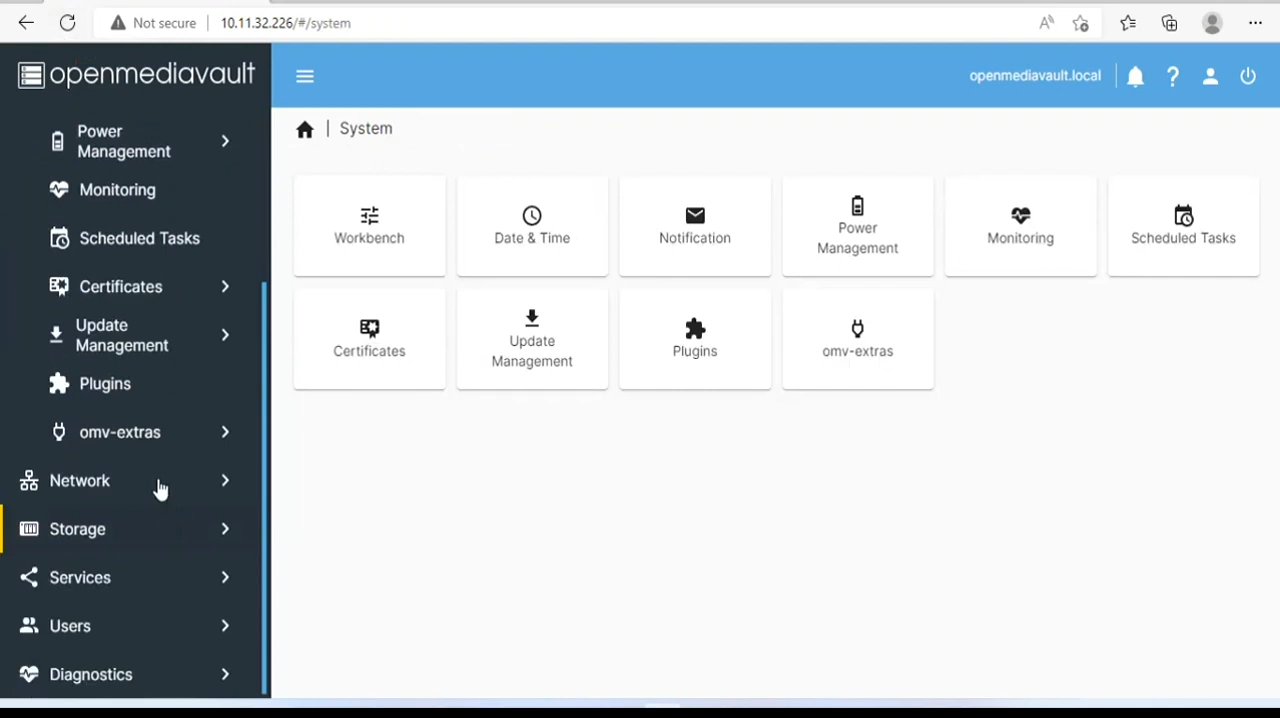 Not secure
10.11.32.226/#/system
openmediavault
openmediavault.local
Power
Management
Monitoring
Scheduled Tasks
Certificates
Update
Management
Plugins
omv-extras
Network
Storage
Services
Users
Diagnostics
| System
Workbench
Date & Time
Notification
Power
Management
Monitoring
Scheduled Tasks
Certificates
Update
Management
Plugins
omv-extras